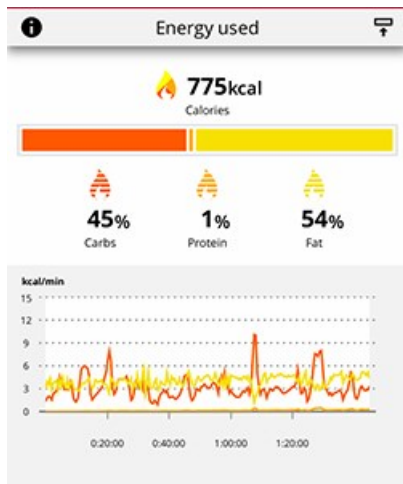 Energy used
775kcal
Calories
45% 1% 54%
Carbs Protein Fat
kcal/min
15
12
9
6
3
0
0:20:00 0:40:00 1:00:00 1:20:00